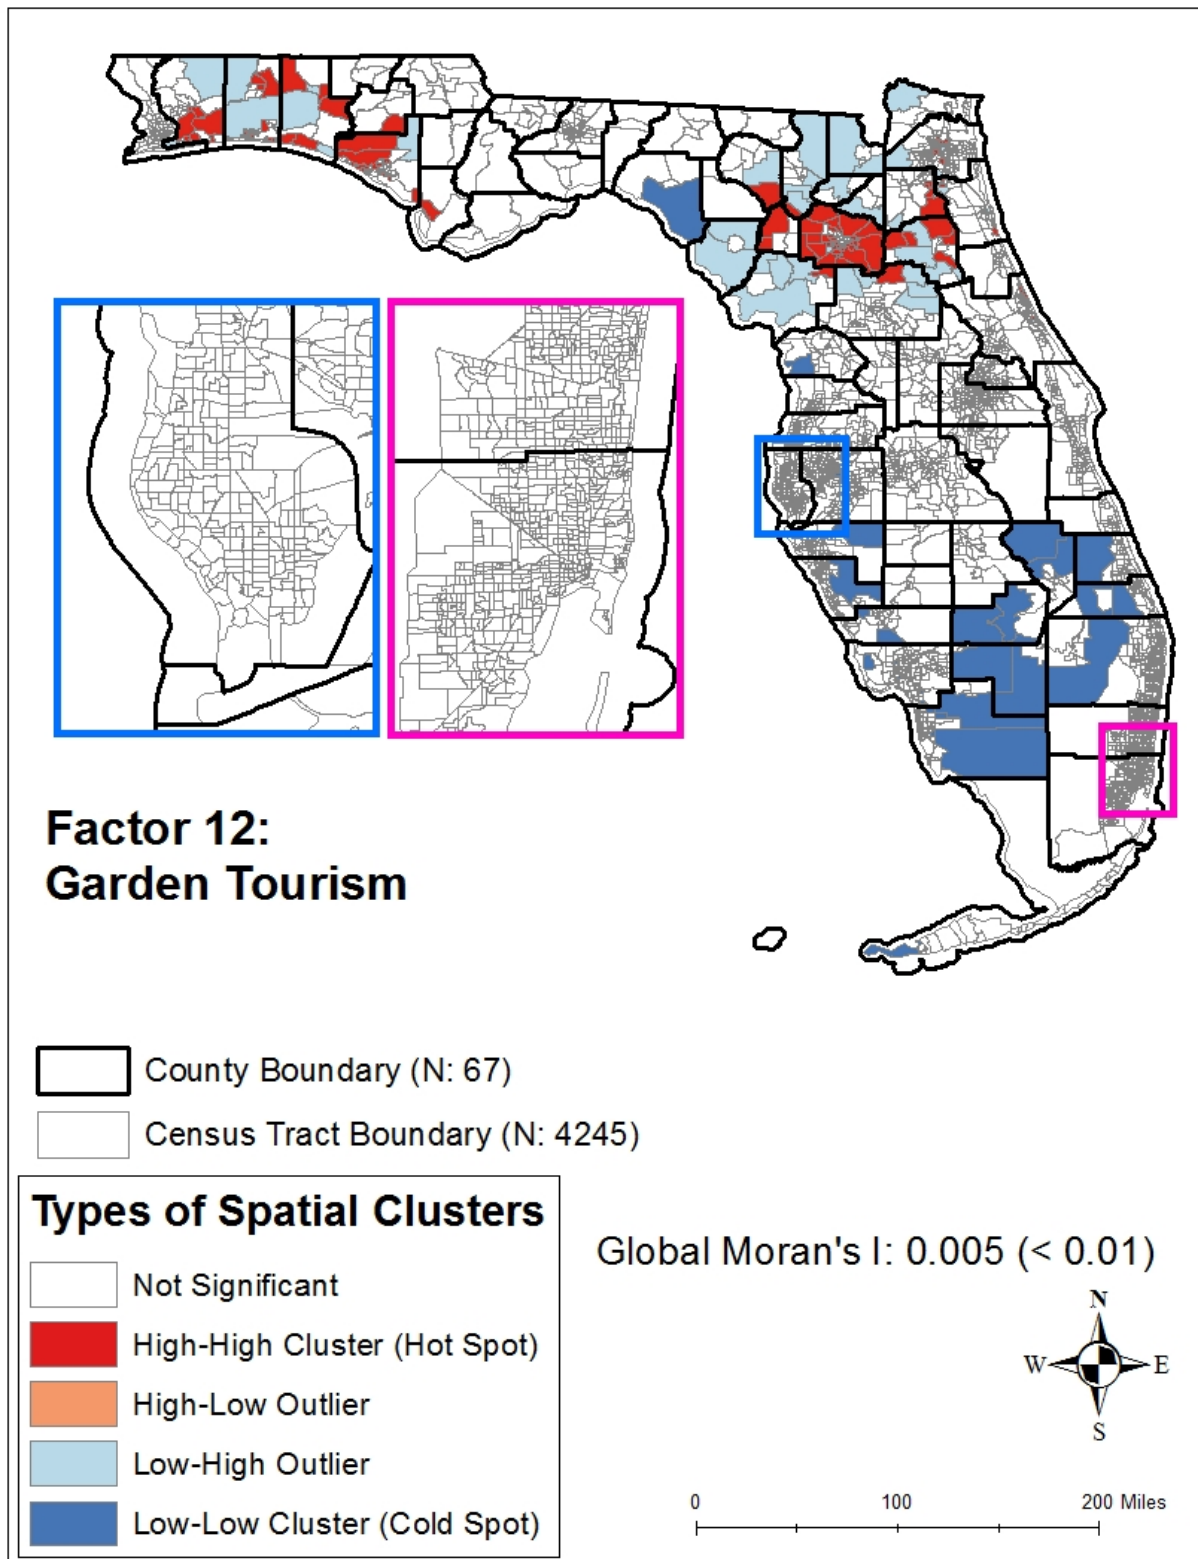 Factor 12:
Garden Tourism
County Boundary (N: 67)
Census Tract Boundary (N: 4245)
Types of Spatial Clusters
Not Significant
High-High Cluster (Hot Spot)
High-Low Outlier
Low-High Outlier
Low-Low Cluster (Cold Spot)
Global Moran's I: 0.005 (< 0.01)
N
W E
S
0 100 200 Miles